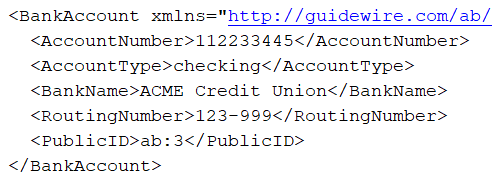 <BankAccount xmlns="http://guidewire.com/ab/
<AccountNumber>112233445</AccountNumber>
<AccountType>checking</AccountType>
<BankName>ACME Credit Union</BankName>
<RoutingNumber>123-999</RoutingNumber>
<PublicID>ab:3</PublicID>
</BankAccount>